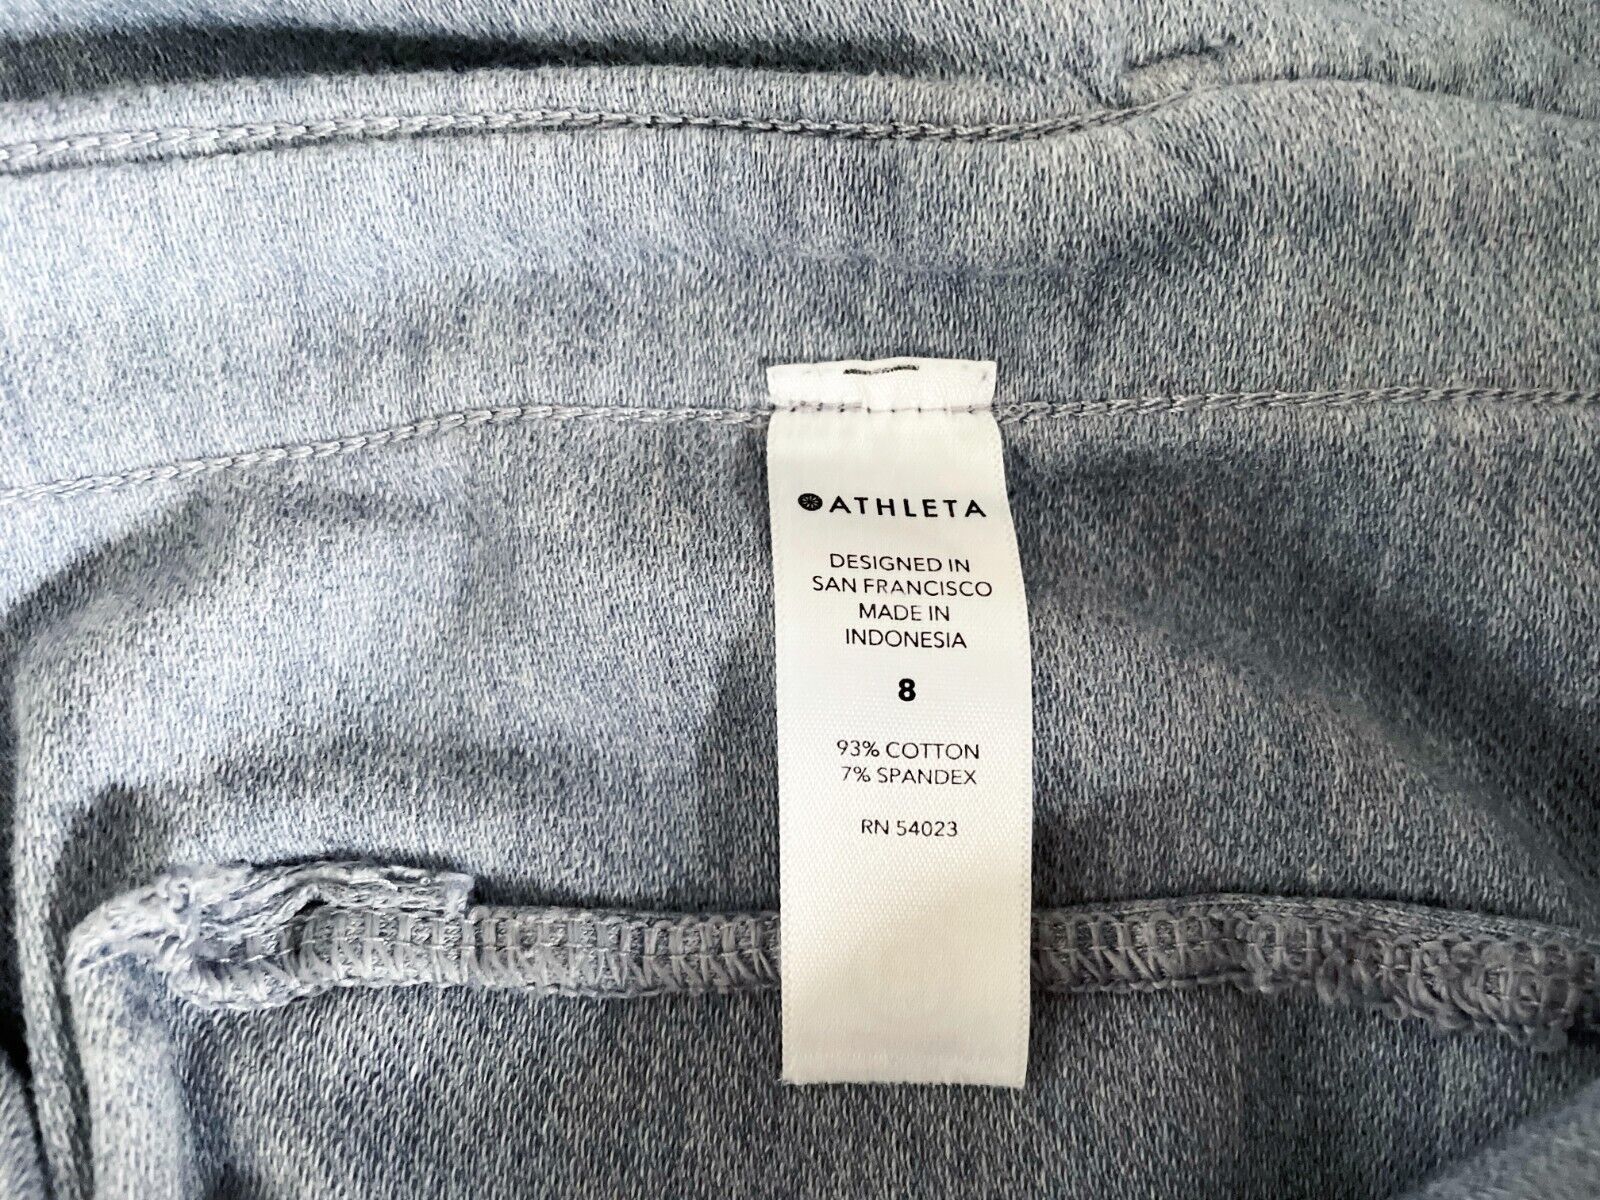 ATHLETA
DESIGNED IN
SAN FRANCISCO
MADE IN
INDONESIA
8
93% COTTON
7% SPANDEX
RN 54023